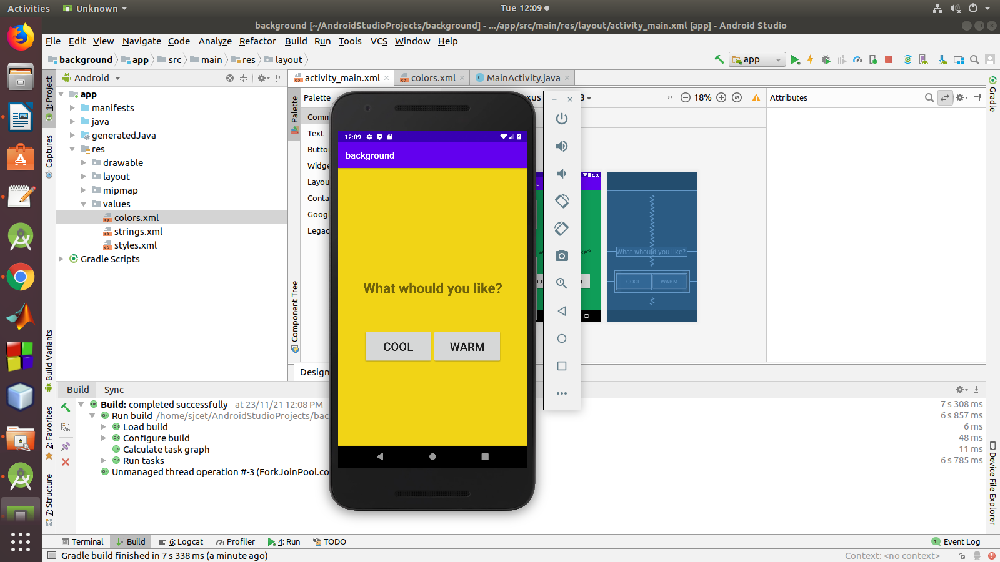 Activities Unknown Tue 12:09
background [~/AndroidStudioProjects/background] - .../app/src/main/res/layout/activity_main.xml [app] - Android Studio
File Edit View Navigate Code Analyze Refactor Build Run Tools VCS Window Help
background app src main res layout app
1: Project Android activity_main.xml colors.xml MainActivity.java Gradle
Palette Palette 18% Attributes
app
manifests
java
generatedJava
res
drawable
layout
mipmap
values
colors.xml
strings.xml
styles.xml
Gradle Scripts
Captures
Build Variants
2: Favorites
7: Structure
Comm
Text
Butto
Widge
Layou
Conta
Googl
Legac
Component Tree
Design
12:09
background
What whould you like?
COOL WARM
8:00
What whould you like?
COOL WARM
Build Sync
Build: completed successfully at 23/11/21 12:08 PM 7 s 308 ms
Run build /home/sjcet/AndroidStudioProjects/bac 6 s 857 ms
Load build 6 ms
Configure build 48 ms
Calculate task graph 11 ms
Run tasks 6 s 785 ms
Unmanaged thread operation #-3 (ForkJoinPool.co
Device File Explorer
Terminal Build 6: Logcat Profiler 4: Run TODO 1 Event Log
Gradle build finished in 7 s 338 ms (a minute ago) Context: <no context>